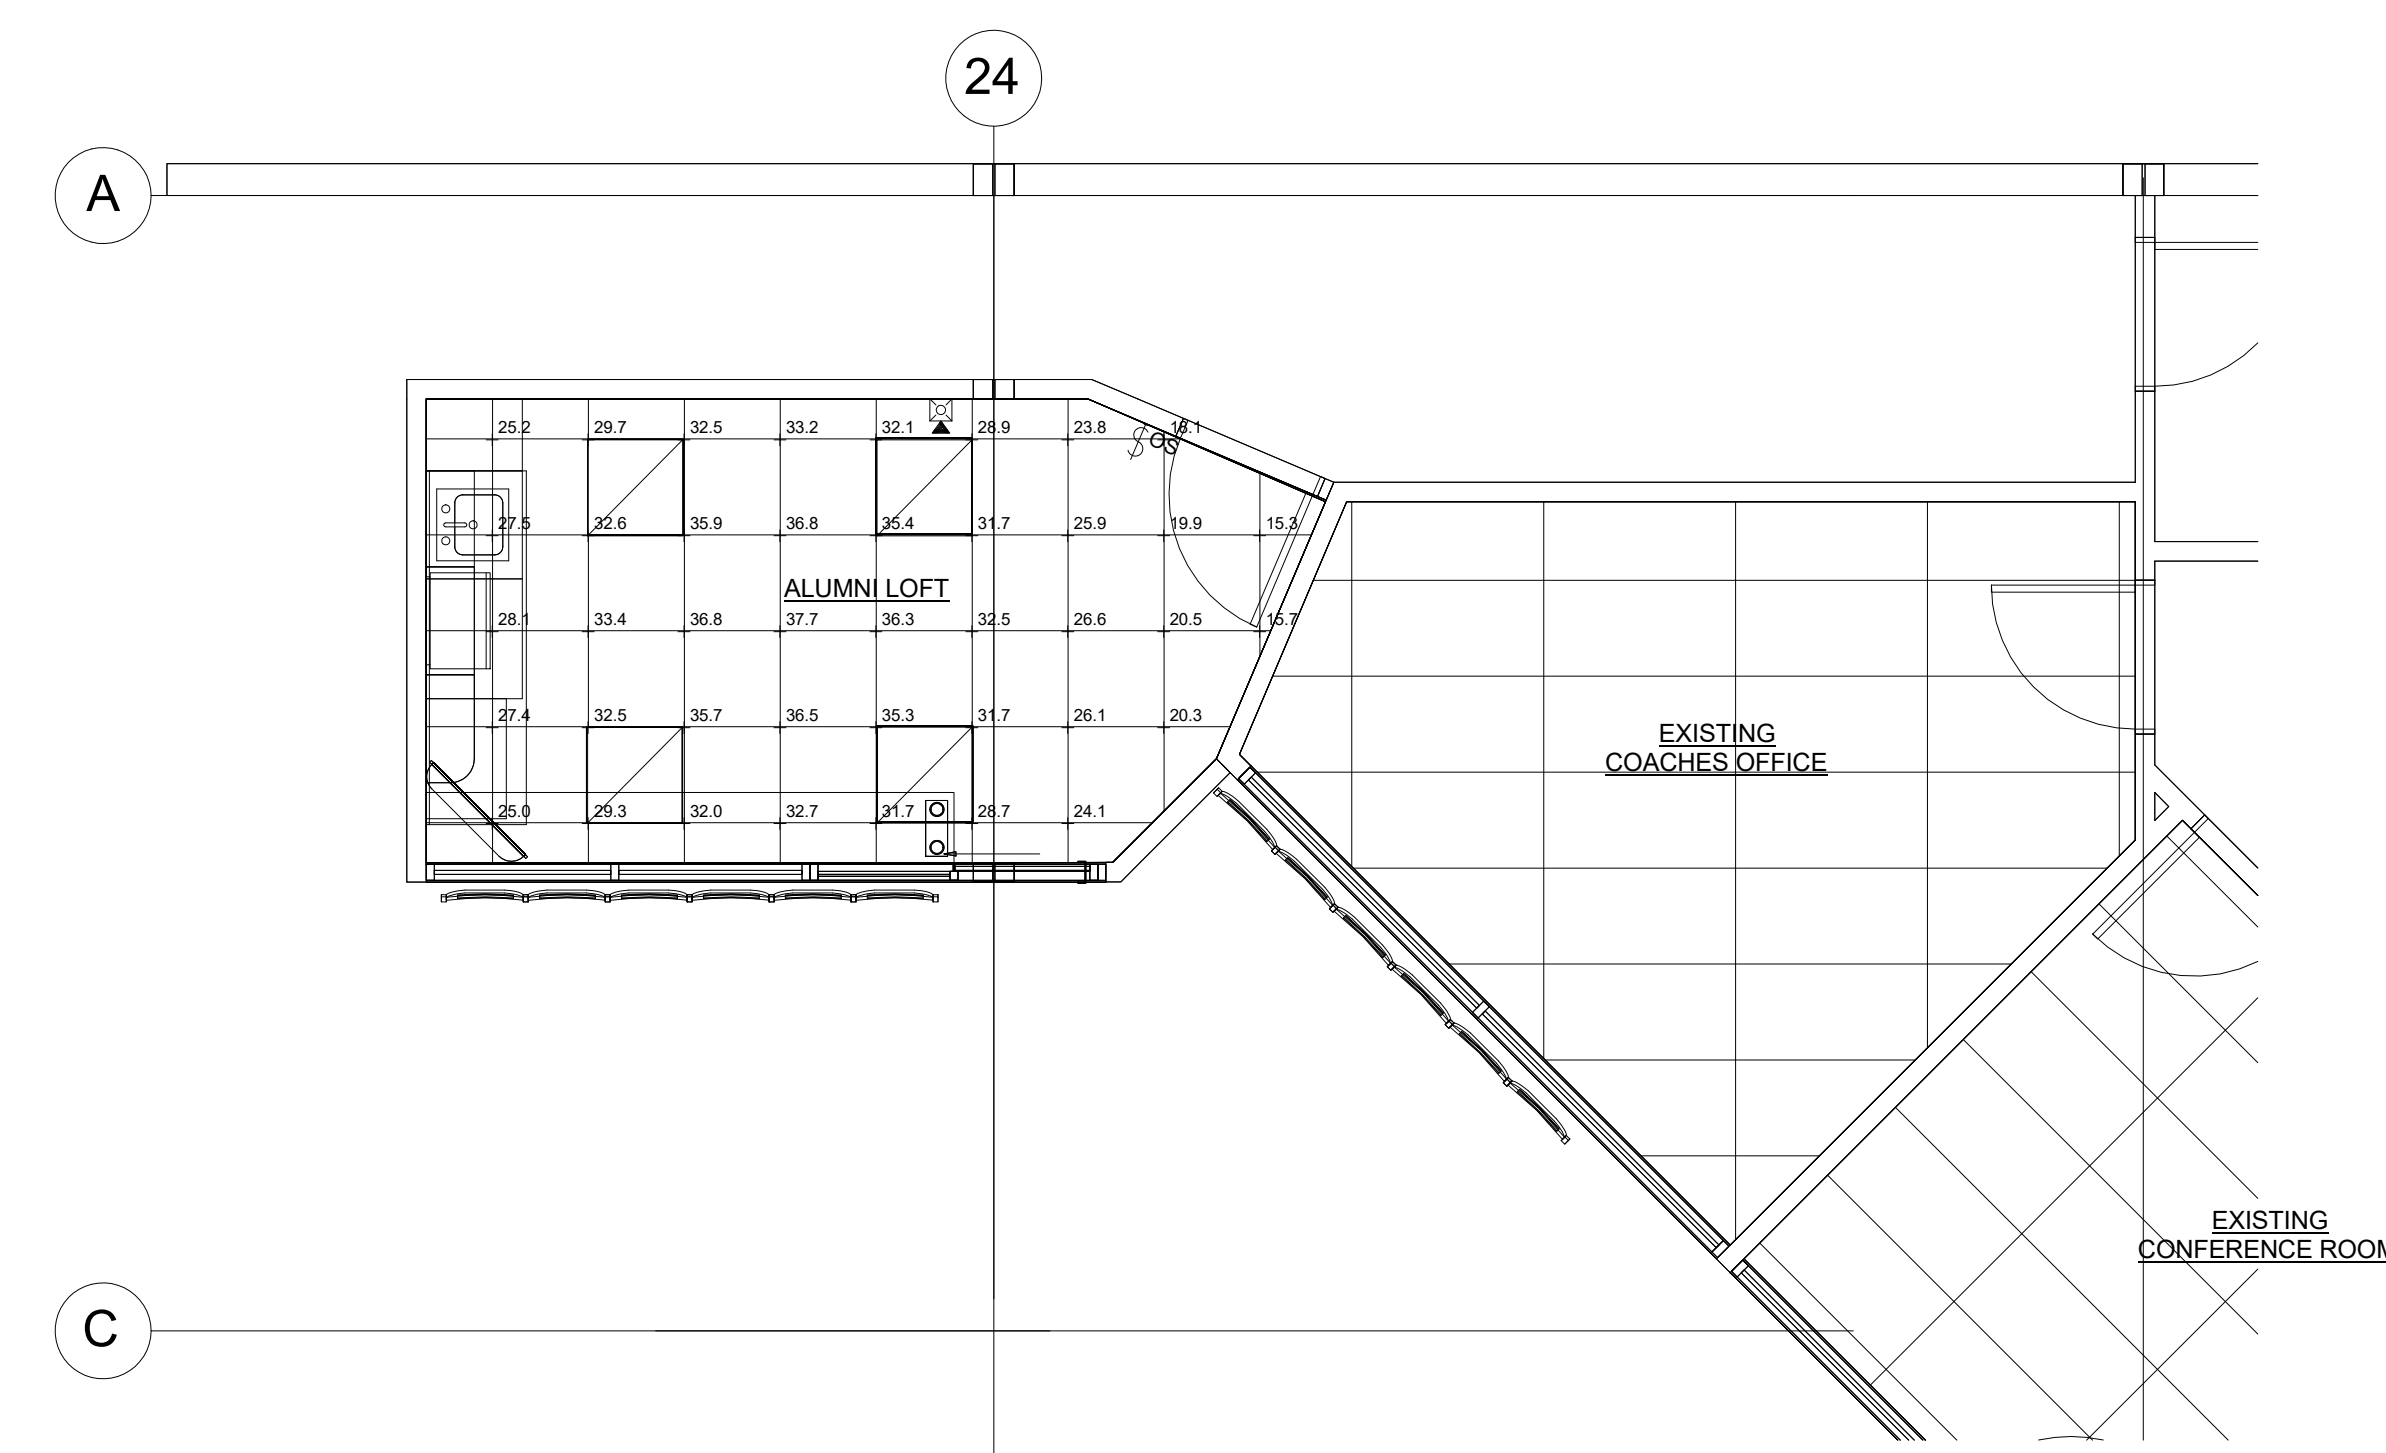 24
A
25.2 29.7 32.5 33.2 32.1 28.9 23.8 18.1
$ OS
27.5 32.6 35.9 36.8 35.4 31.7 25.9 19.9 15.3
ALUMNI LOFT
28.1 33.4 36.8 37.7 36.3 32.5 26.6 20.5 15.7
27.4 32.5 35.7 36.5 35.3 31.7 26.1 20.3
EXISTING
COACHES OFFICE
25.0 29.3 32.0 32.7 31.7 28.7 24.1
EXISTING
CONFERENCE ROOM
C